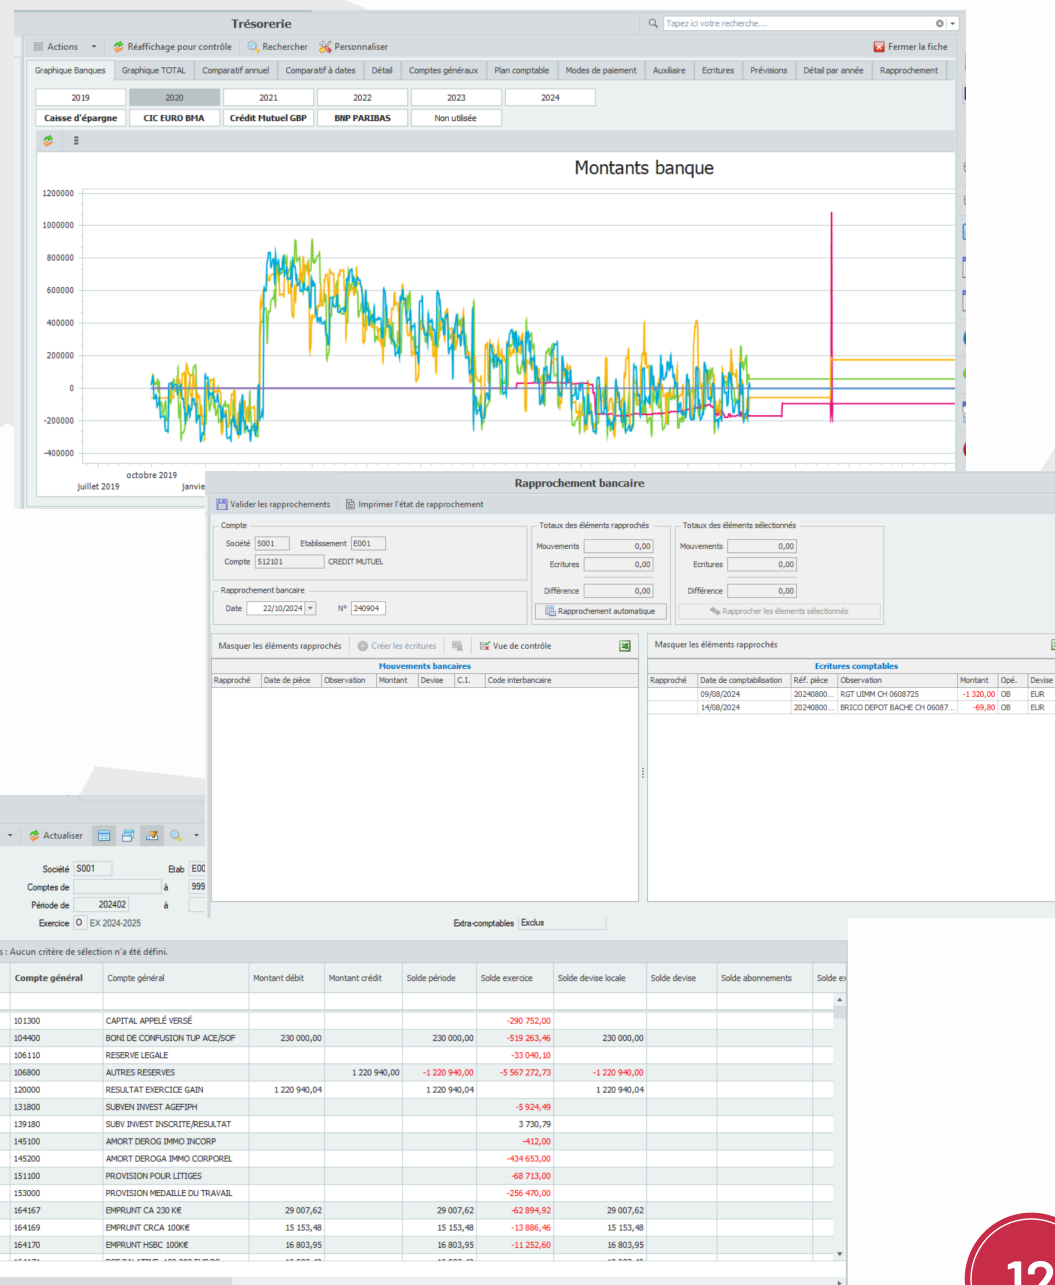 Trésorerie
Tapez ici votre recherche...
Actions
Réaffichage pour contrôle
Rechercher
Personnaliser
Fermer la fiche
Graphique Banques Graphique TOTAL Comparatif annuel Comparatif à dates Détail Comptes généraux Plan comptable Modes de paiement Auxiliaire Ecritures Prévisions Détail par année Rapprochement
2019 2020 2021 2022 2023 2024
Caisse d'épargne CIC EURO BMA Crédit Mutuel GBP BNP PARIBAS Non utilisée
Montants banque
1200000
1000000
800000
600000
400000
200000
0
-200000
-400000
octobre 2019
juillet 2019 janvie
Rapprochement bancaire
Valider les rapprochements Imprimer l'état de rapprochement
Compte
Société S001 Etablissement E001
Compte 512101 CREDIT MUTUEL
Rapprochement bancaire
Date 22/10/2024 N° 240904
Totaux des éléments rapprochés
Mouvements 0,00
Ecritures 0,00
Différence 0,00
Rapprochement automatique
Totaux des éléments sélectionnés
Mouvements 0,00
Ecritures 0,00
Différence 0,00
Rapprocher les élements sélectionnés
Masquer les éléments rapprochés Créer les écritures Vue de contrôle
Mouvements bancaires
Rapproché Date de pièce Observation Montant Devise C.I. Code interbancaire
Masquer les éléments rapprochés
Ecritures comptables
Rapproché Date de comptabilisation Réf. pièce Observation Montant Opé. Devise
09/08/2024 20240800... RGT UIMM CH 0608725 -1 320,00 OB EUR
14/08/2024 20240800... BRICO DEPOT BACHE CH 06087... -69,80 OB EUR
Actualiser
Société S001 Etab E00
Comptes de à 999
Période de 202402 à
Exercice O EX 2024-2025
Extra-comptables Exclus
s : Aucun critère de sélection n'a été défini.
Compte général Compte général Montant débit Montant crédit Solde période Solde exercice Solde devise locale Solde devise Solde abonnements Solde ex
101300 CAPITAL APPELÉ VERSÉ -290 752,00
104400 BONI DE CONFUSION TUP ACE/SOF 230 000,00 230 000,00 -519 263,46 230 000,00
106110 RESERVE LEGALE -33 040,10
106800 AUTRES RESERVES 1 220 940,00 -1 220 940,00 -5 567 272,73 -1 220 940,00
120000 RESULTAT EXERCICE GAIN 1 220 940,04 1 220 940,04 1 220 940,04
131800 SUBVEN INVEST AGEFIPH -5 924,49
139180 SUBV INVEST INSCRITE/RESULTAT 3 730,79
145100 AMORT DEROG IMMO INCORP -412,00
145200 AMORT DEROGA IMMO CORPOREL -434 653,00
151100 PROVISION POUR LITIGES -68 713,00
153000 PROVISION MEDAILLE DU TRAVAIL -256 470,00
164167 EMPRUNT CA 230 K€ 29 007,62 29 007,62 -62 894,92 29 007,62
164169 EMPRUNT CRCA 100K€ 15 153,48 15 153,48 -13 886,46 15 153,48
164170 EMPRUNT HSBC 100K€ 16 803,95 16 803,95 -11 252,60 16 803,95
12